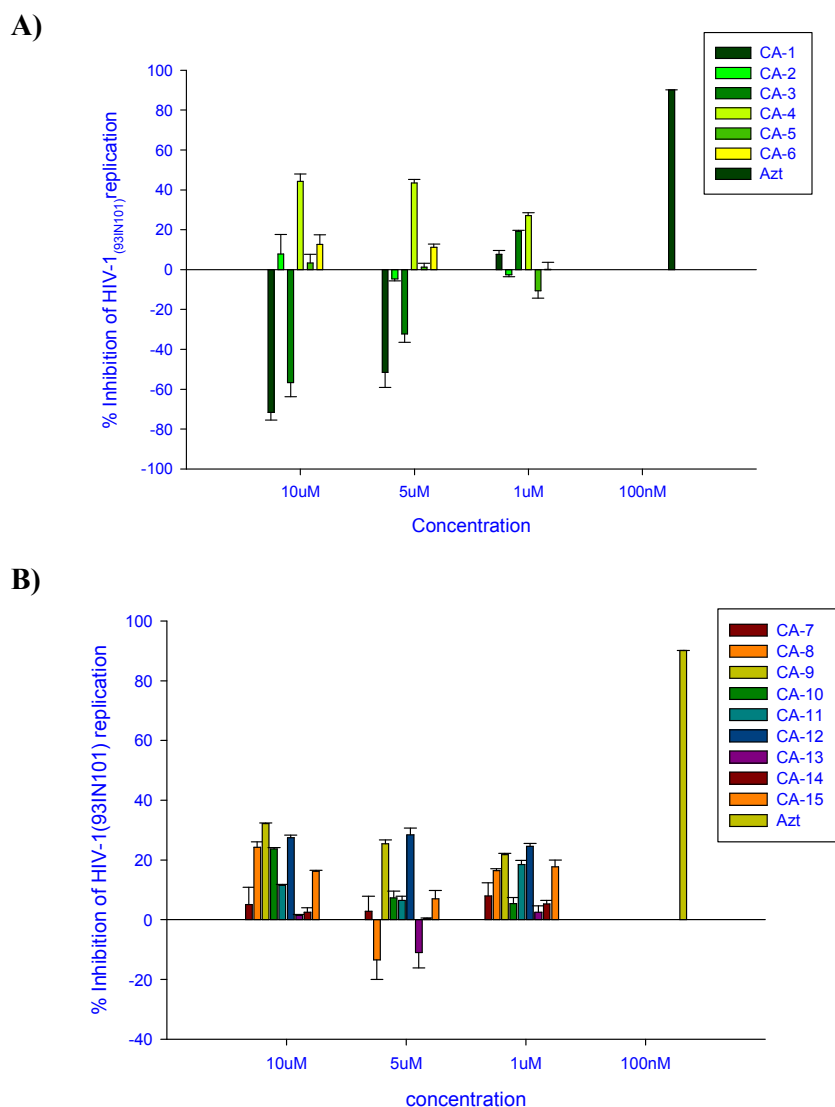 A)
CA-1
CA-2
CA-3
CA-4
CA-5
CA-6
Azt
% Inhibition of HIV-1(93IN101)replication
100
80
60
40
20
0
-20
-40
-60
-80
-100
10uM 5uM 1uM 100nM
Concentration
B)
CA-7
CA-8
CA-9
CA-10
CA-11
CA-12
CA-13
CA-14
CA-15
Azt
% Inhibition of HIV-1(93IN101) replication
100
80
60
40
20
0
-20
-40
10uM 5uM 1uM 100nM
concentration